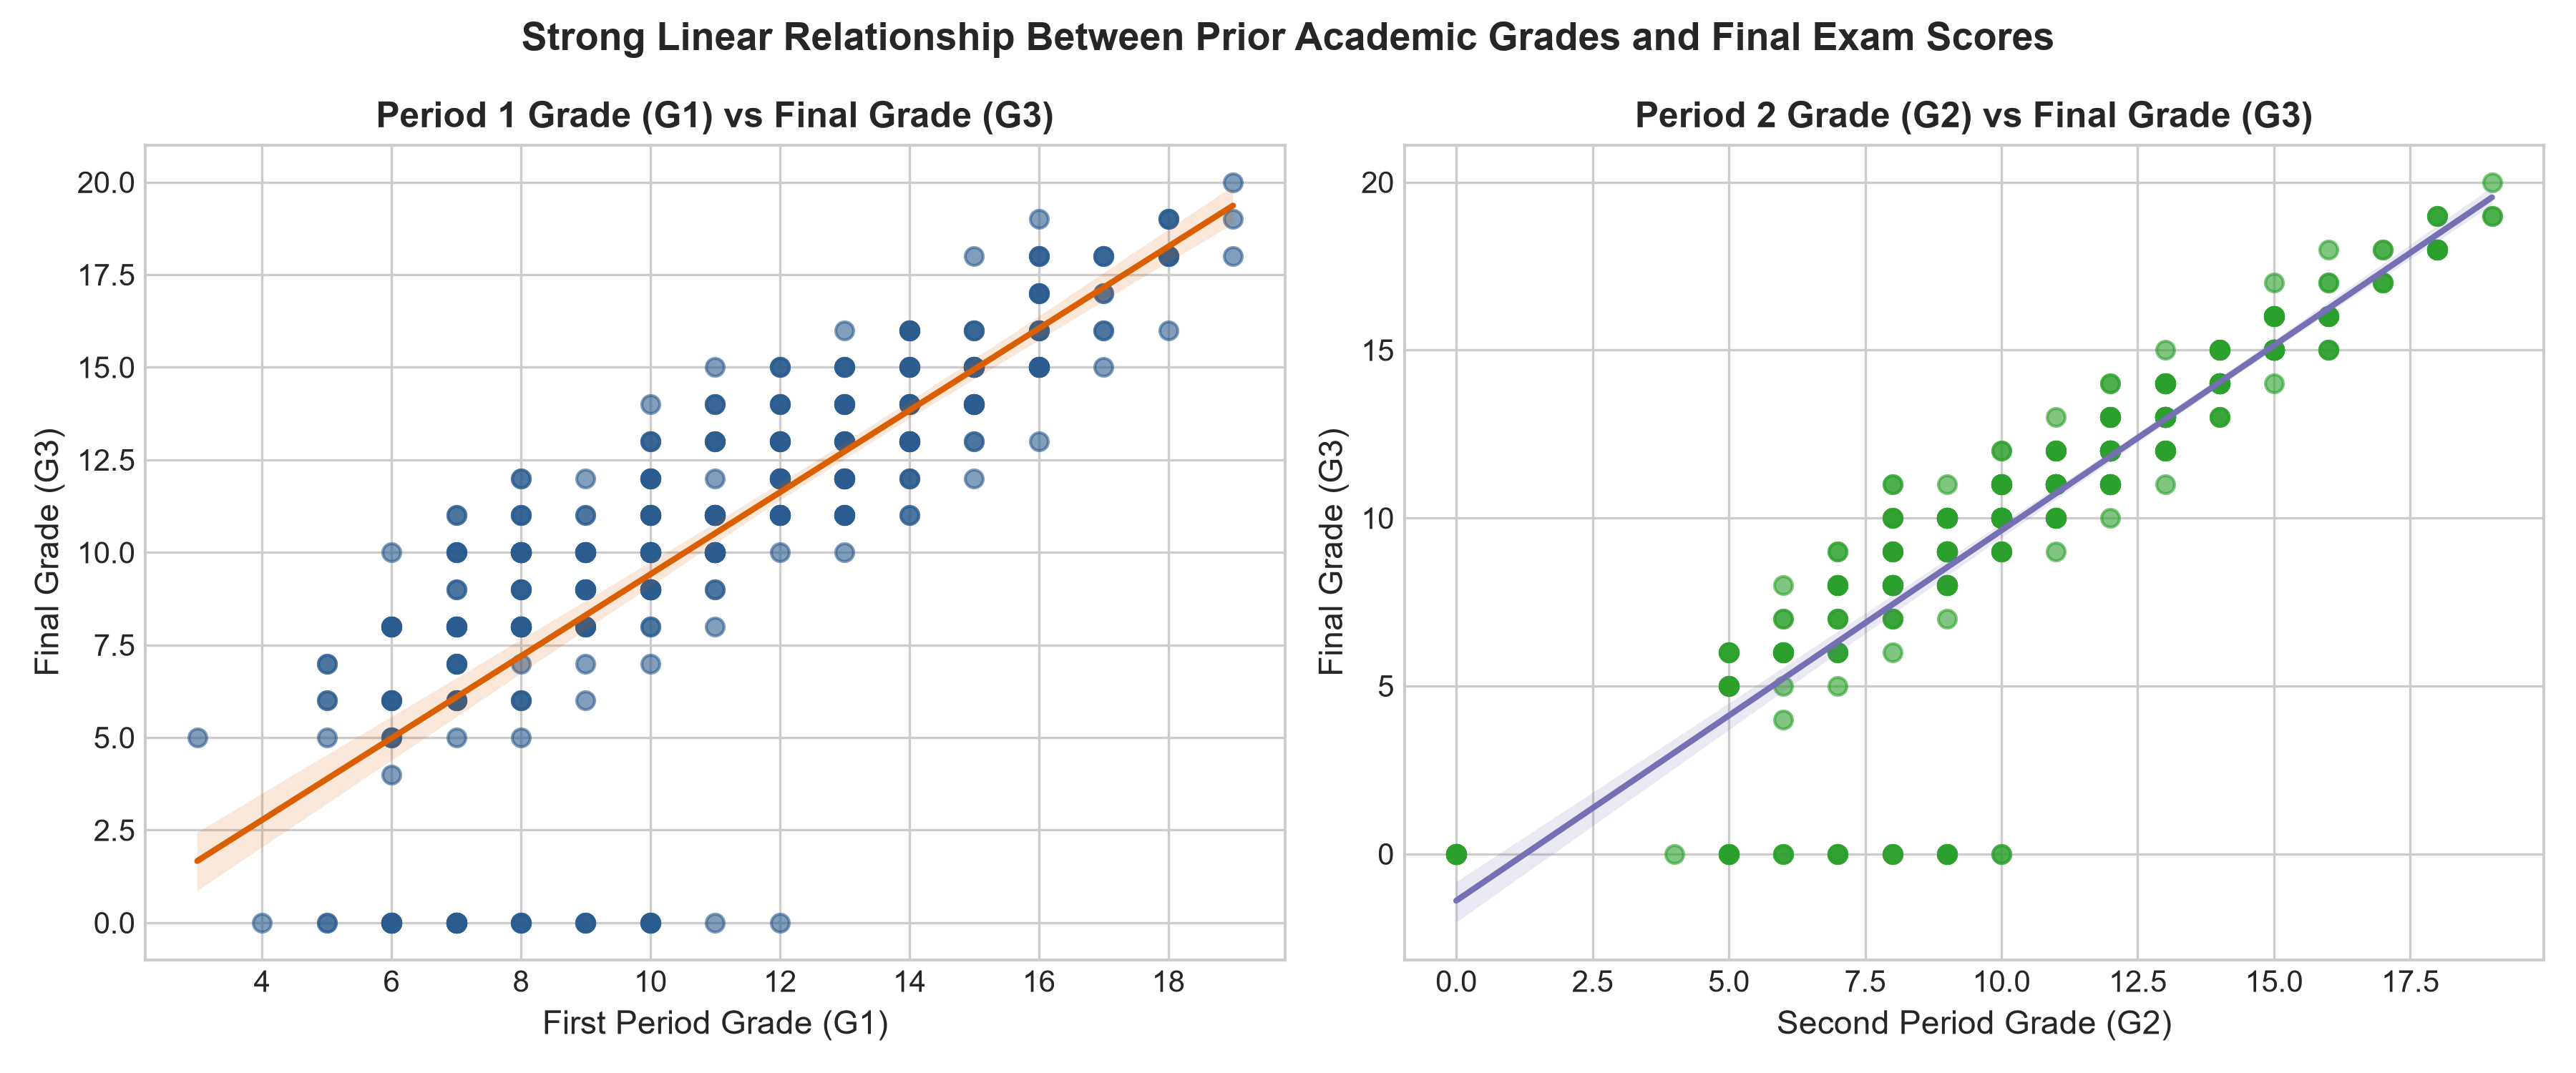 Strong Linear Relationship Between Prior Academic Grades and Final Exam Scores
Period 1 Grade (G1) vs Final Grade (G3)
20.0
17.5
15.0
12.5
10.0
7.5
5.0
2.5
0.0
Final Grade (G3)
4 6 8 10 12 14 16 18
First Period Grade (G1)
Period 2 Grade (G2) vs Final Grade (G3)
20
15
10
5
0
Final Grade (G3)
0.0 2.5 5.0 7.5 10.0 12.5 15.0 17.5
Second Period Grade (G2)